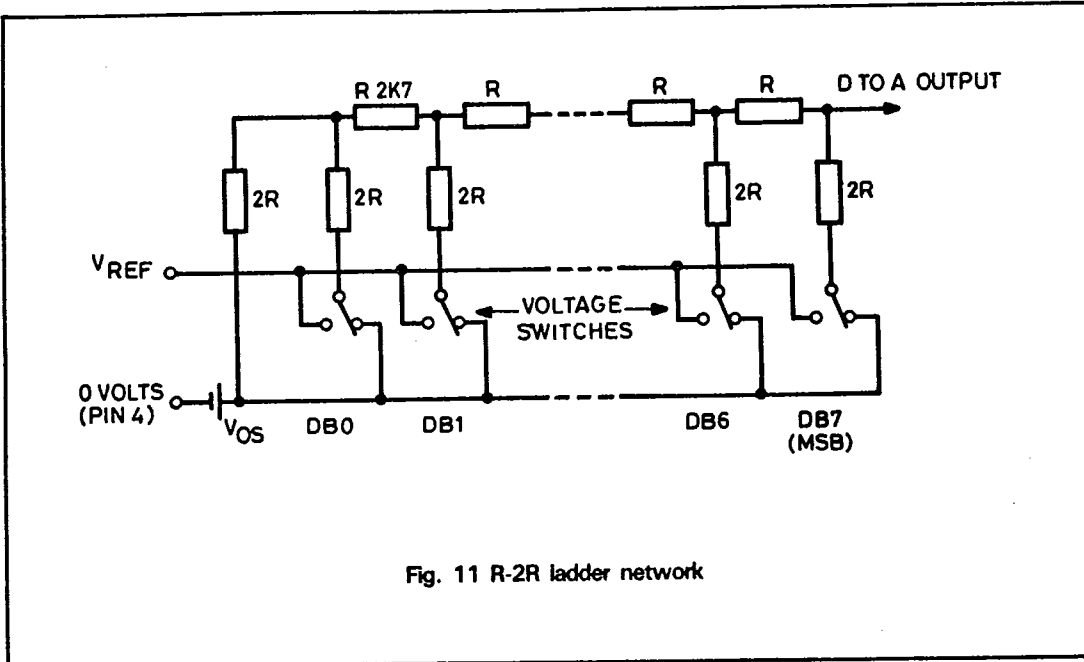 R 2K7 R R R D TO A OUTPUT
2R 2R 2R 2R 2R
VREF
VOLTAGE
SWITCHES
0 VOLTS
(PIN 4)
VOS DB0 DB1 DB6 DB7
(MSB)
Fig. 11 R-2R ladder network